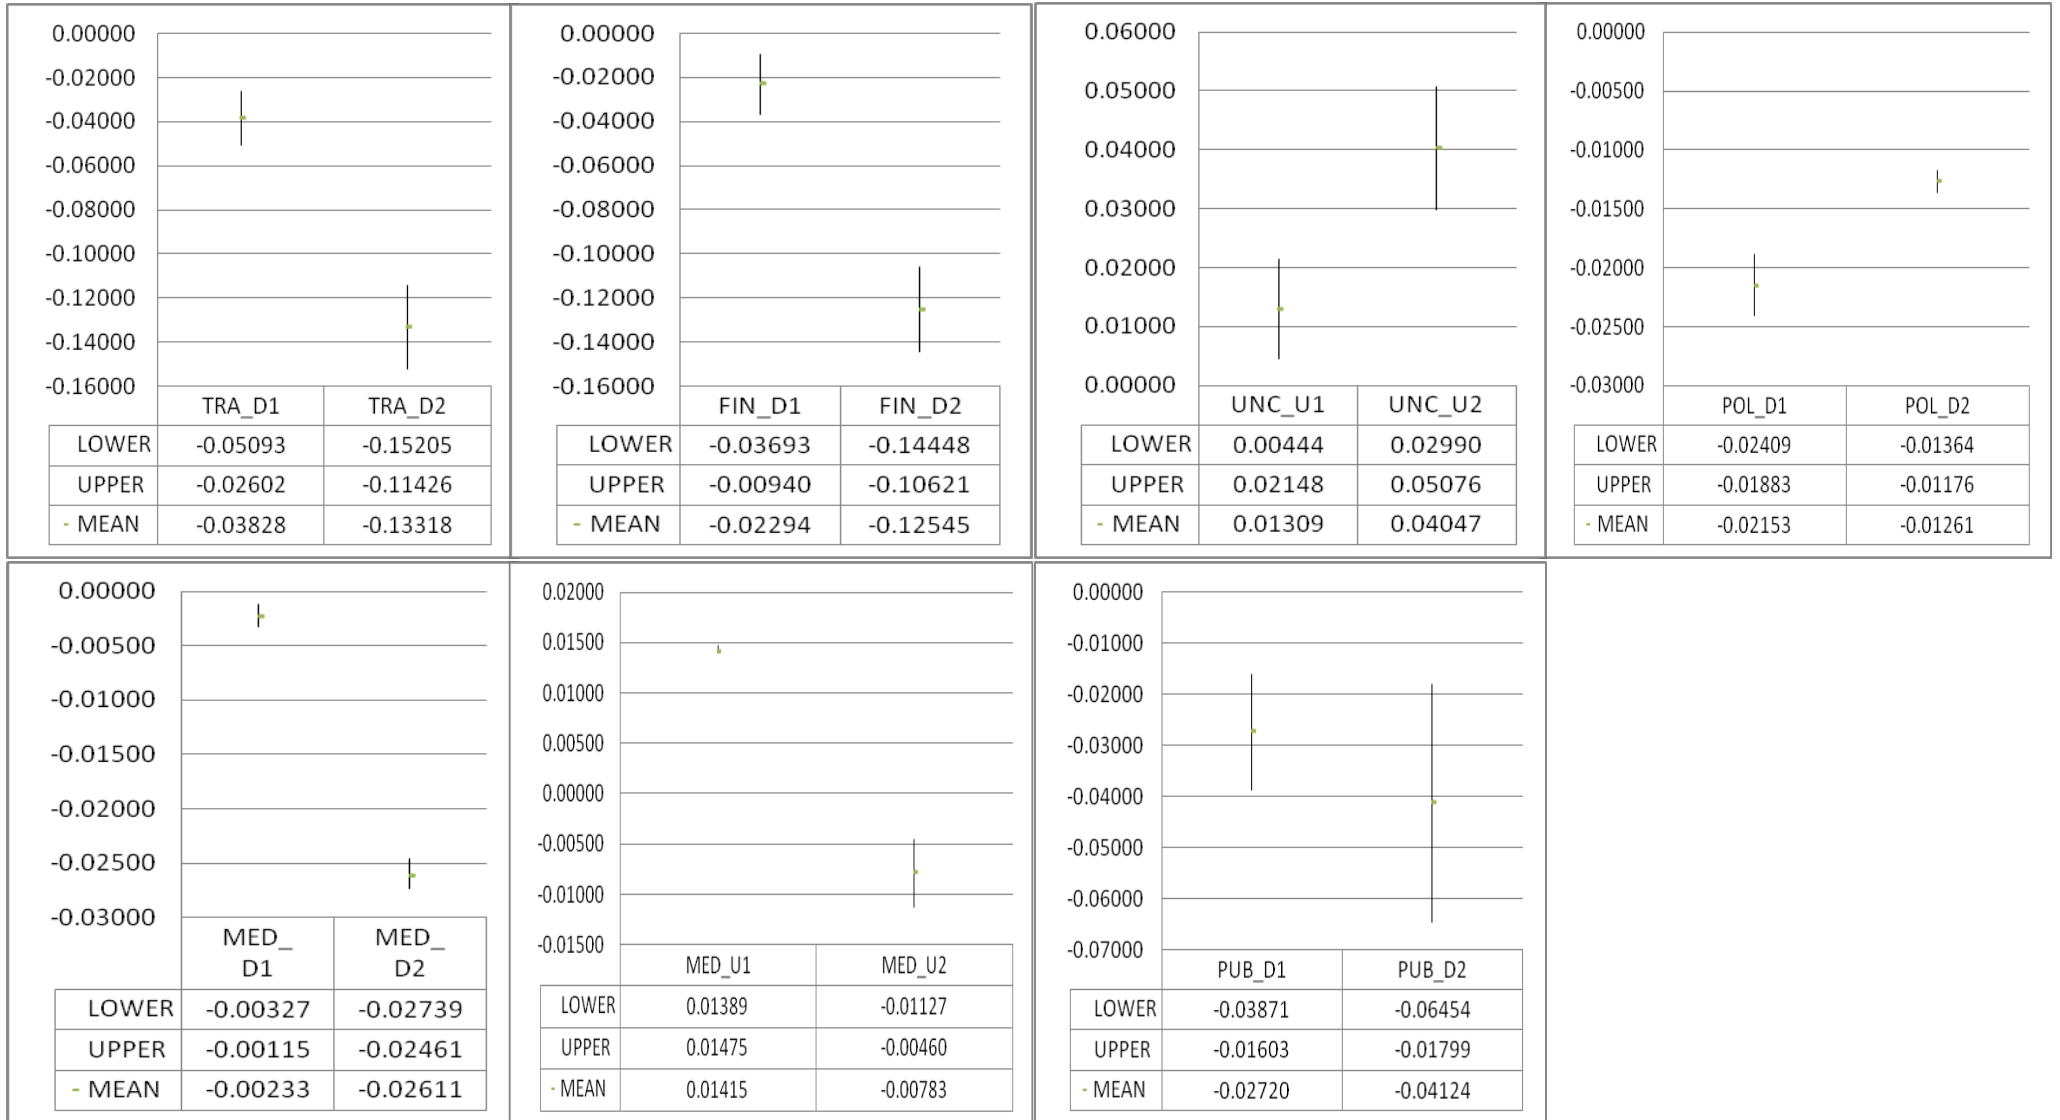 0.00000
-0.02000
-0.04000
-0.06000
-0.08000
-0.10000
-0.12000
-0.14000
-0.16000
TRA_D1 TRA_D2
LOWER -0.05093 -0.15205
UPPER -0.02602 -0.11426
- MEAN -0.03828 -0.13318
0.00000
-0.02000
-0.04000
-0.06000
-0.08000
-0.10000
-0.12000
-0.14000
-0.16000
FIN_D1 FIN_D2
LOWER -0.03693 -0.14448
UPPER -0.00940 -0.10621
- MEAN -0.02294 -0.12545
0.06000
0.05000
0.04000
0.03000
0.02000
0.01000
0.00000
UNC_U1 UNC_U2
LOWER 0.00444 0.02990
UPPER 0.02148 0.05076
- MEAN 0.01309 0.04047
0.00000
-0.00500
-0.01000
-0.01500
-0.02000
-0.02500
-0.03000
POL_D1 POL_D2
LOWER -0.02409 -0.01364
UPPER -0.01883 -0.01176
- MEAN -0.02153 -0.01261
0.00000
-0.00500
-0.01000
-0.01500
-0.02000
-0.02500
-0.03000
MED_ MED_
D1 D2
LOWER -0.00327 -0.02739
UPPER -0.00115 -0.02461
- MEAN -0.00233 -0.02611
0.02000
0.01500
0.01000
0.00500
0.00000
-0.00500
-0.01000
-0.01500
MED_U1 MED_U2
LOWER 0.01389 -0.01127
UPPER 0.01475 -0.00460
- MEAN 0.01415 -0.00783
0.00000
-0.01000
-0.02000
-0.03000
-0.04000
-0.05000
-0.06000
-0.07000
PUB_D1 PUB_D2
LOWER -0.03871 -0.06454
UPPER -0.01603 -0.01799
- MEAN -0.02720 -0.04124